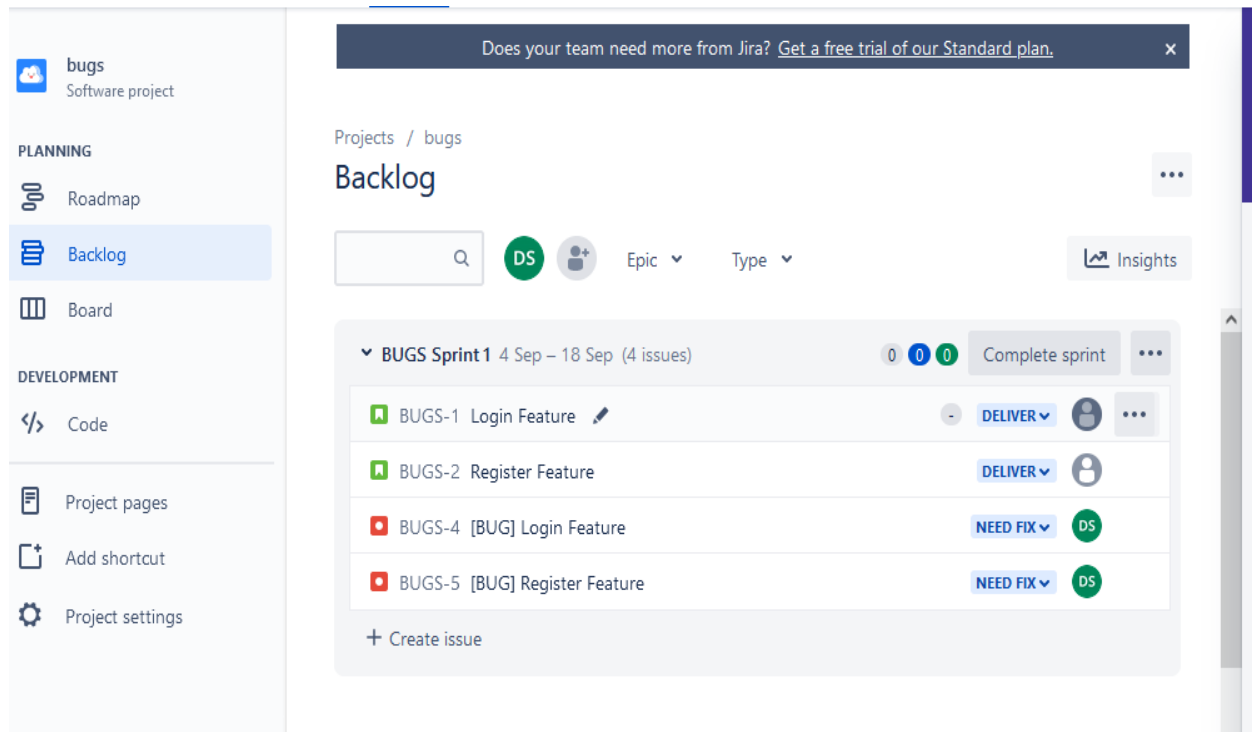 Does your team need more from Jira? Get a free trial of our Standard plan.
bugs
Software project
PLANNING
Roadmap
Backlog
Board
DEVELOPMENT
Code
Project pages
Add shortcut
Project settings
Projects / bugs
Backlog
DS
Epic
Type
Insights
BUGS Sprint 1 4 Sep – 18 Sep (4 issues) 0 0 0 Complete sprint
BUGS-1 Login Feature - DELIVER
BUGS-2 Register Feature DELIVER
BUGS-4 [BUG] Login Feature NEED FIX DS
BUGS-5 [BUG] Register Feature NEED FIX DS
+ Create issue